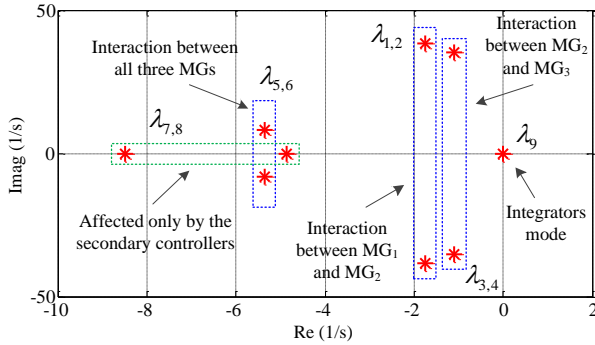 50
0
-50
Imag (1/s)
-10
-8
-6
-4
-2
0
2
Re (1/s)
Interaction between
all three MGs
λ5,6
λ7,8
Affected only by the
secondary controllers
λ1,2
Interaction
between MG1
and MG2
Interaction
between MG2
and MG3
λ3,4
λ9
Integrators
mode